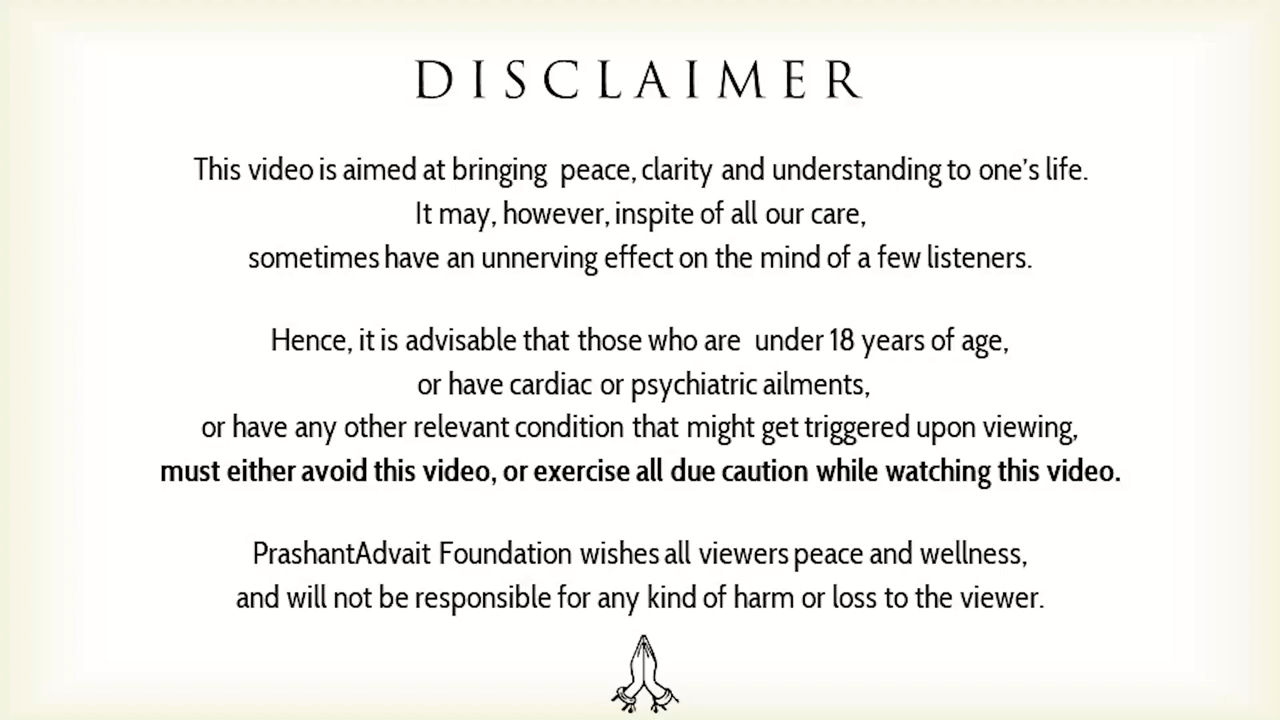 DISCLAIMER
This video is aimed at bringing peace, clarity and understanding to one's life.
It may, however, inspite of all our care,
sometimes have an unnerving effect on the mind of a few listeners.
Hence, it is advisable that those who are under 18 years of age,
or have cardiac or psychiatric ailments,
or have any other relevant condition that might get triggered upon viewing,
must either avoid this video, or exercise all due caution while watching this video.
PrashantAdvait Foundation wishes all viewers peace and wellness,
and will not be responsible for any kind of harm or loss to the viewer.